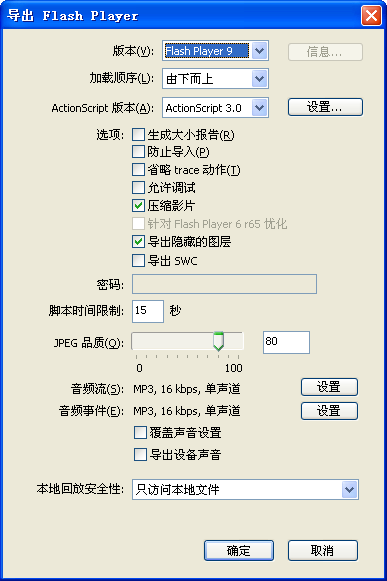 导出 Flash Player
版本(V): Flash Player 9 信息...
加载顺序(L): 由下而上
ActionScript 版本(A): ActionScript 3.0 设置...
选项: 生成大小报告(R)
防止导入(P)
省略 trace 动作(T)
允许调试
压缩影片
针对 Flash Player 6 r65 优化
导出隐藏的图层
导出 SWC
密码:
脚本时间限制: 15 秒
JPEG 品质(Q): 80
0 100
音频流(S): MP3, 16 kbps, 单声道 设置
音频事件(E): MP3, 16 kbps, 单声道 设置
覆盖声音设置
导出设备声音
本地回放安全性: 只访问本地文件
确定 取消